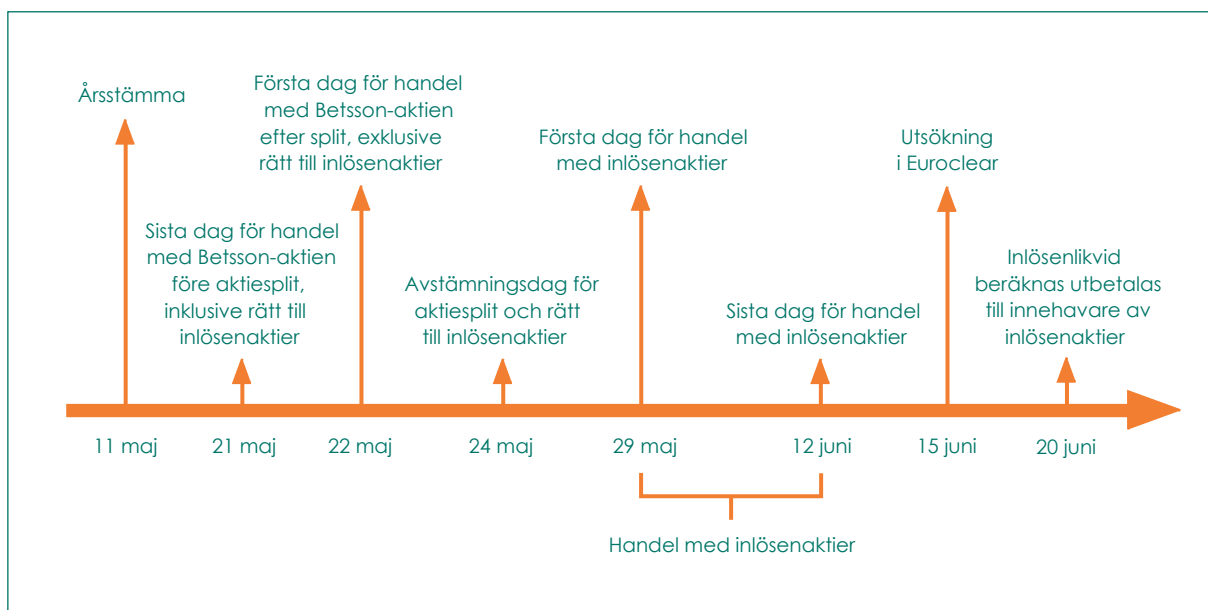 Årsstämma
Första dag för handel
med Betsson-aktien
efter split, exklusive
rätt till inlösenaktier
Första dag för handel
med inlösenaktier
Utsökning
i Euroclear
Sista dag för handel
med Betsson-aktien
före aktiesplit,
inklusive rätt till
inlösenaktier
Avstämningsdag för
aktiesplit och rätt
till inlösenaktier
Sista dag för handel
med inlösenaktier
Inlösenlikvid
beräknas utbetalas
till innehavare av
inlösenaktier
11 maj
21 maj
22 maj
24 maj
29 maj
12 juni
15 juni
20 juni
Handel med inlösenaktier